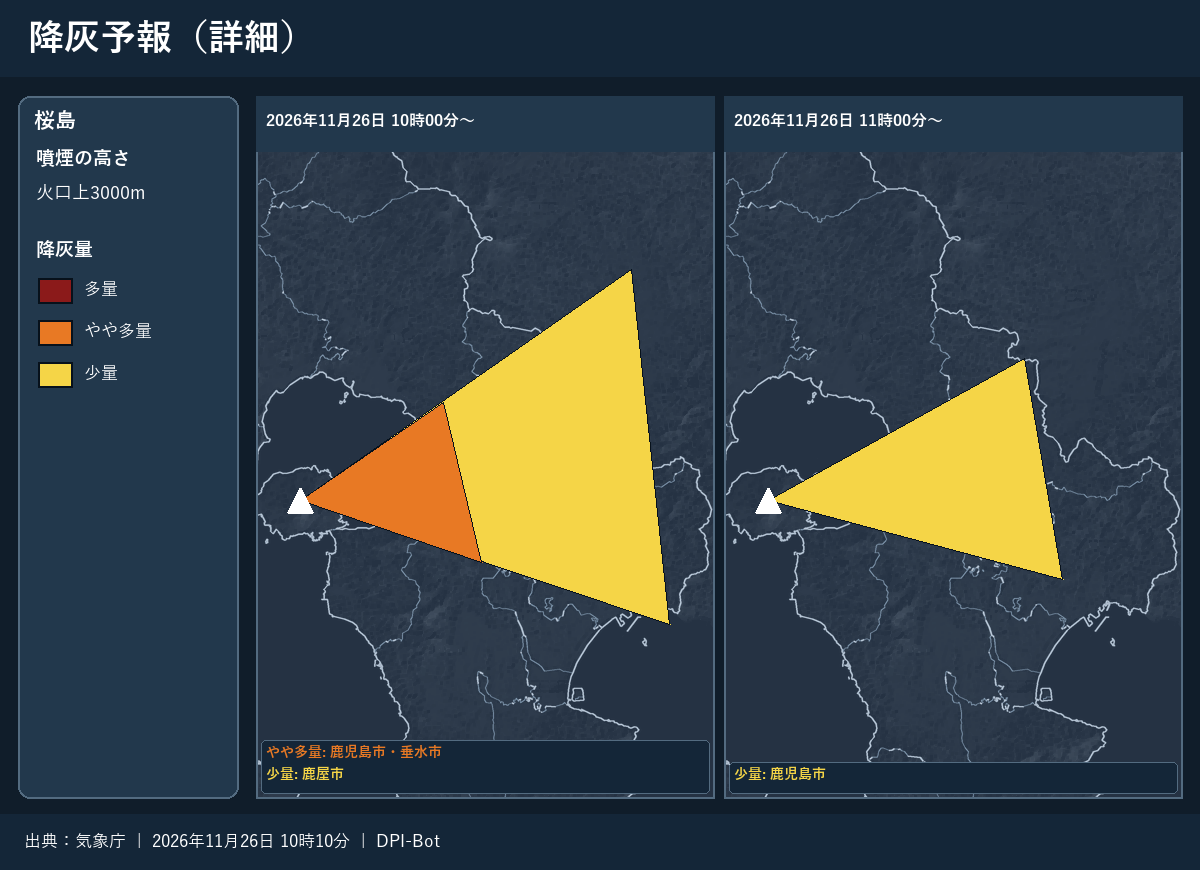 降灰予報（詳細）
桜島
噴煙の高さ
火口上3000m
降灰量
多量
やや多量
少量
2026年11月26日 10時00分～
やや多量: 鹿児島市・垂水市
少量: 鹿屋市
2026年11月26日 11時00分～
少量: 鹿児島市
出典：気象庁 ｜ 2026年11月26日 10時10分 ｜ DPI-Bot